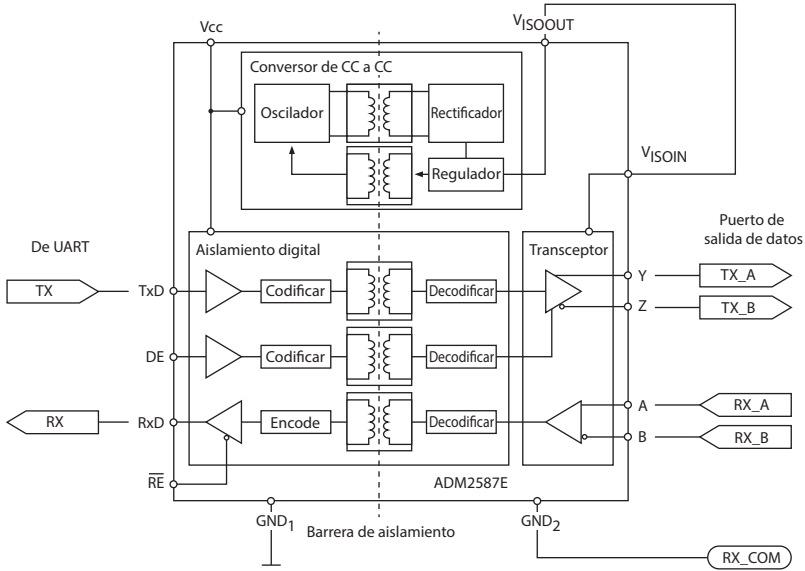 Vcc
VISOOUT
Conversor de CC a CC
Oscilador
Rectificador
Regulador
VISOIN
De UART
Aislamiento digital
Transceptor
Puerto de
salida de datos
TX
TxD
Codificar
Decodificar
Y
TX_A
Z
TX_B
DE
Codificar
Decodificar
RX
RxD
Encode
Decodificar
A
RX_A
B
RX_B
RE
ADM2587E
GND1
Barrera de aislamiento
GND2
RX_COM